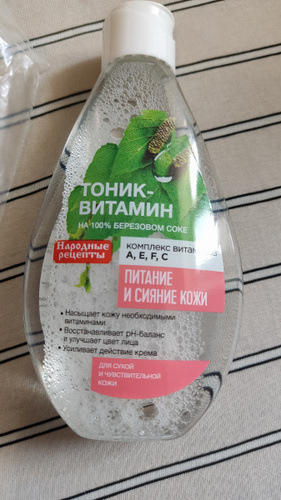 ТОНИК-
ВИТАМИН
НА 100% БЕРЕЗОВОМ СОКЕ
Народные
рецепты
КОМПЛЕКС ВИТАМИНОВ
А, Е, F, С
ПИТАНИЕ
И СИЯНИЕ КОЖИ
• Насыщает кожу необходимыми
витаминами
• Восстанавливает pH-баланс
и улучшает цвет лица
• Усиливает действие крема
ДЛЯ СУХОЙ
И ЧУВСТВИТЕЛЬНОЙ
КОЖИ